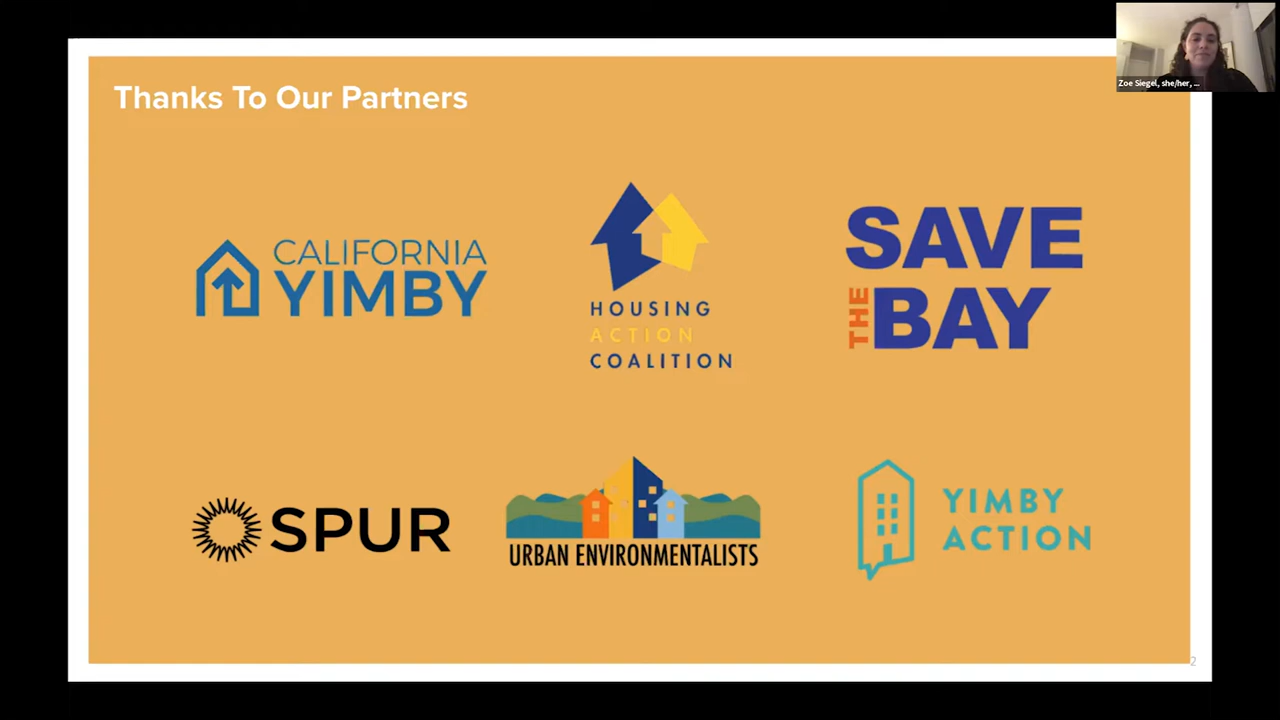 Thanks To Our Partners
Zoe Siegel, she/her, ...
CALIFORNIA
YIMBY
HOUSING
ACTION
COALITION
SAVE
THE
BAY
SPUR
URBAN ENVIRONMENTALISTS
YIMBY
ACTION
2